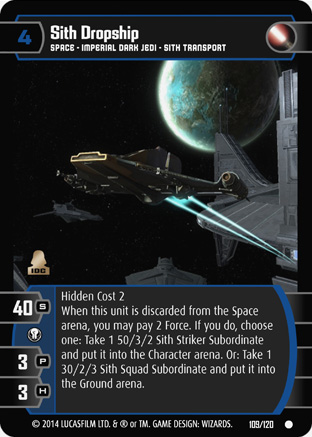 4
Sith Dropship
SPACE - IMPERIAL DARK JEDI - SITH TRANSPORT
IDC
Hidden Cost 2
40 S
When this unit is discarded from the Space
arena, you may pay 2 Force. If you do, choose
one: Take 1 50/3/2 Sith Striker Subordinate
and put it into the Character arena. Or: Take 1
3 P
30/2/3 Sith Squad Subordinate and put it into
the Ground arena.
3 H
© 2014 LUCASFILM LTD. & ® or TM. GAME DESIGN: WIZARDS.
109/120